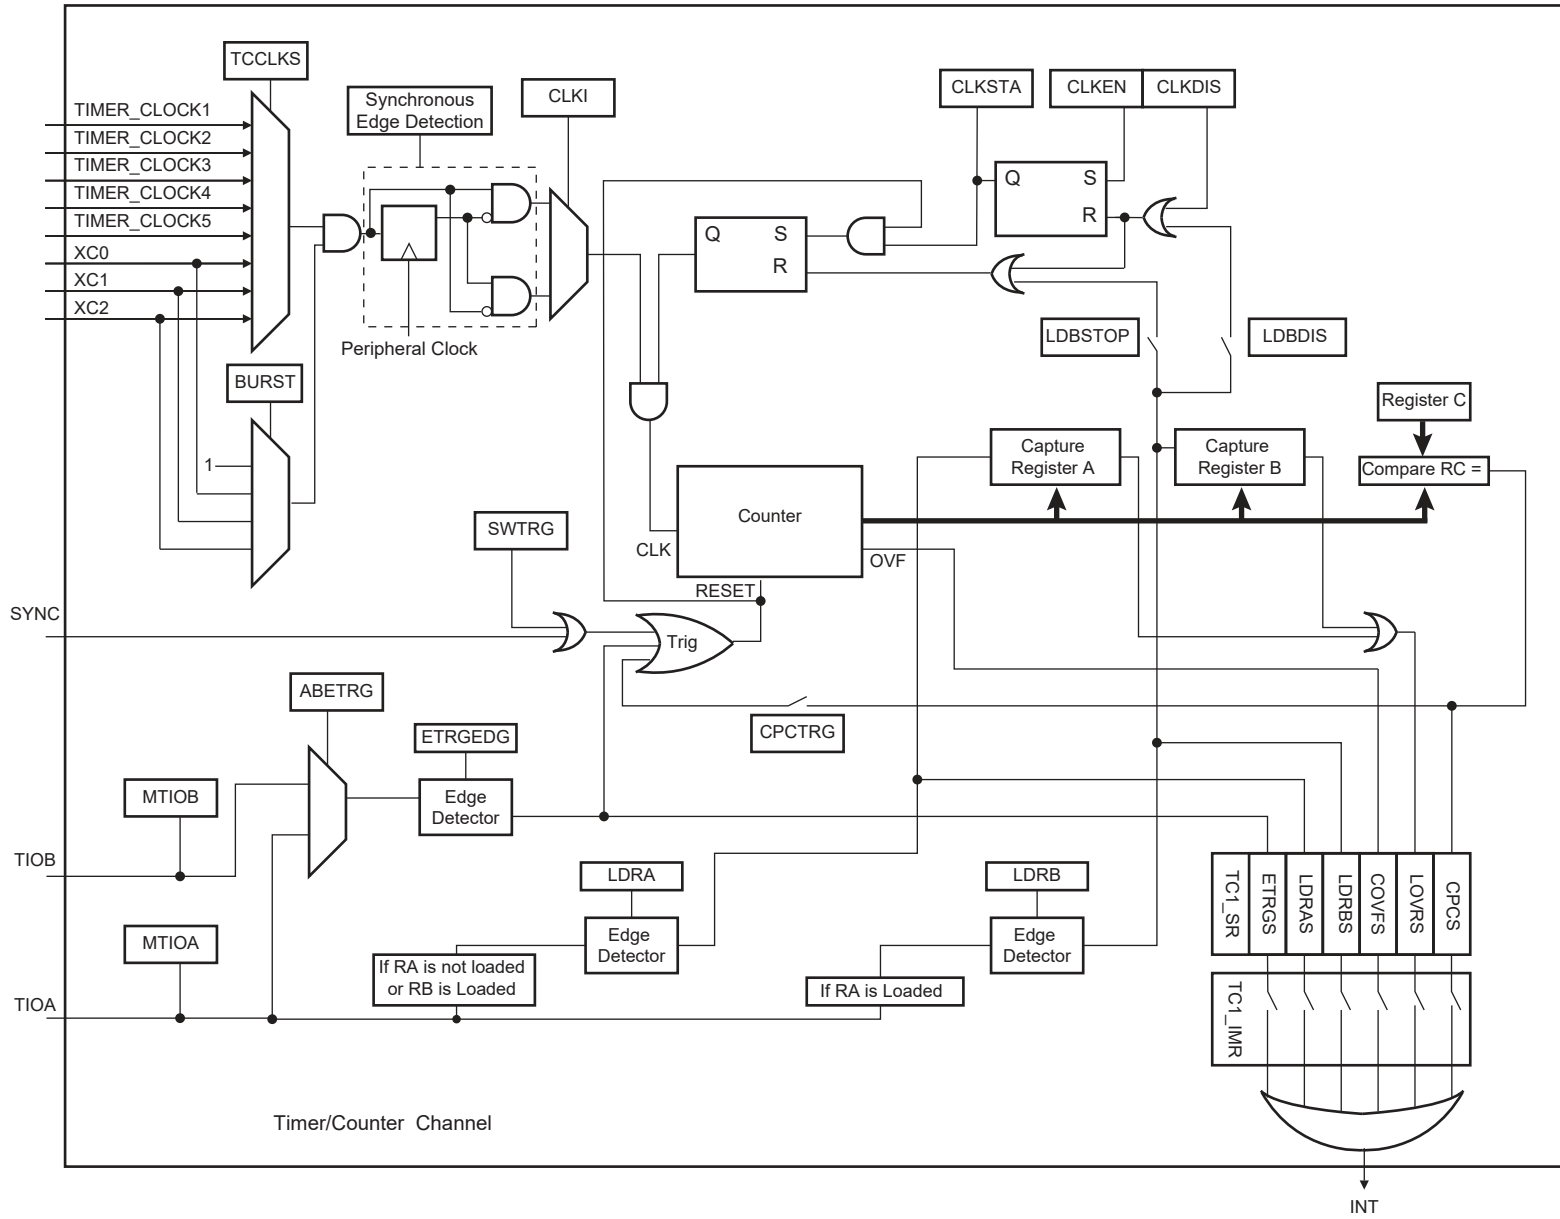 TCCLKS
TIMER_CLOCK1
TIMER_CLOCK2
TIMER_CLOCK3
TIMER_CLOCK4
TIMER_CLOCK5
XC0
XC1
XC2
Synchronous
Edge Detection
CLKI
Peripheral Clock
BURST
1
CLKSTA
CLKEN
CLKDIS
Q
S
R
Q
S
R
LDBSTOP
LDBDIS
Register C
Capture
Register A
Capture
Register B
Compare RC =
Counter
CLK
OVF
RESET
SWTRG
SYNC
Trig
CPCTRG
ABETRG
ETRGEDG
MTIOB
Edge
Detector
TIOB
LDRA
LDRB
MTIOA
Edge
Detector
Edge
Detector
If RA is not loaded
or RB is Loaded
If RA is Loaded
TIOA
TC1_SR
ETRGS
LDRAS
LDRBS
COVFS
LOVRS
CPCS
TC1_IMR
Timer/Counter Channel
INT